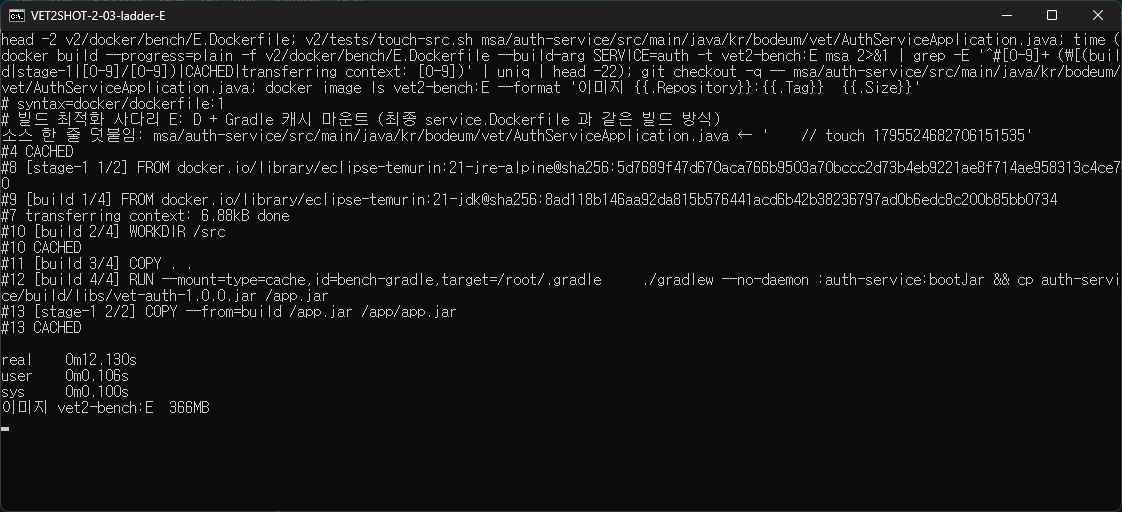 VET2SHOT-2-03-ladder-E
head -2 v2/docker/bench/E.Dockerfile; v2/tests/touch-src.sh msa/auth-service/src/main/java/kr/bodeum/vet/AuthServiceApplication.java; time (
docker build --progress=plain -f v2/docker/bench/E.Dockerfile --build-arg SERVICE=auth -t vet2-bench:E msa 2>&1 | grep -E '^#[0-9]+ (₩[(buil
d|stage-1|[0-9]/[0-9])|CACHED|transferring context: [0-9])' | uniq | head -22); git checkout -q -- msa/auth-service/src/main/java/kr/bodeum/
vet/AuthServiceApplication.java; docker image ls vet2-bench:E --format '이미지 {{.Repository}}:{{.Tag}}  {{.Size}}'
# syntax=docker/dockerfile:1
# 빌드 최적화 사다리 E: D + Gradle 캐시 마운트 (최종 service.Dockerfile 과 같은 빌드 방식)
소스 한 줄 덧붙임: msa/auth-service/src/main/java/kr/bodeum/vet/AuthServiceApplication.java ← '    // touch 1795524682706151535'
#4 CACHED
#8 [stage-1 1/2] FROM docker.io/library/eclipse-temurin:21-jre-alpine@sha256:5d7689f47d670aca766b9503a70bccc2d73b4eb9221ae8f714ae958313c4ce7
0
#9 [build 1/4] FROM docker.io/library/eclipse-temurin:21-jdk@sha256:8ad118b146aa92da815b576441acd6b42b38236797ad0b6edc8c200b85bb0734
#7 transferring context: 6.88kB done
#10 [build 2/4] WORKDIR /src
#10 CACHED
#11 [build 3/4] COPY . .
#12 [build 4/4] RUN --mount=type=cache,id=bench-gradle,target=/root/.gradle     ./gradlew --no-daemon :auth-service:bootJar && cp auth-servi
ce/build/libs/vet-auth-1.0.0.jar /app.jar
#13 [stage-1 2/2] COPY --from=build /app.jar /app/app.jar
#13 CACHED
real    0m12.130s
user    0m0.106s
sys     0m0.100s
이미지 vet2-bench:E  366MB